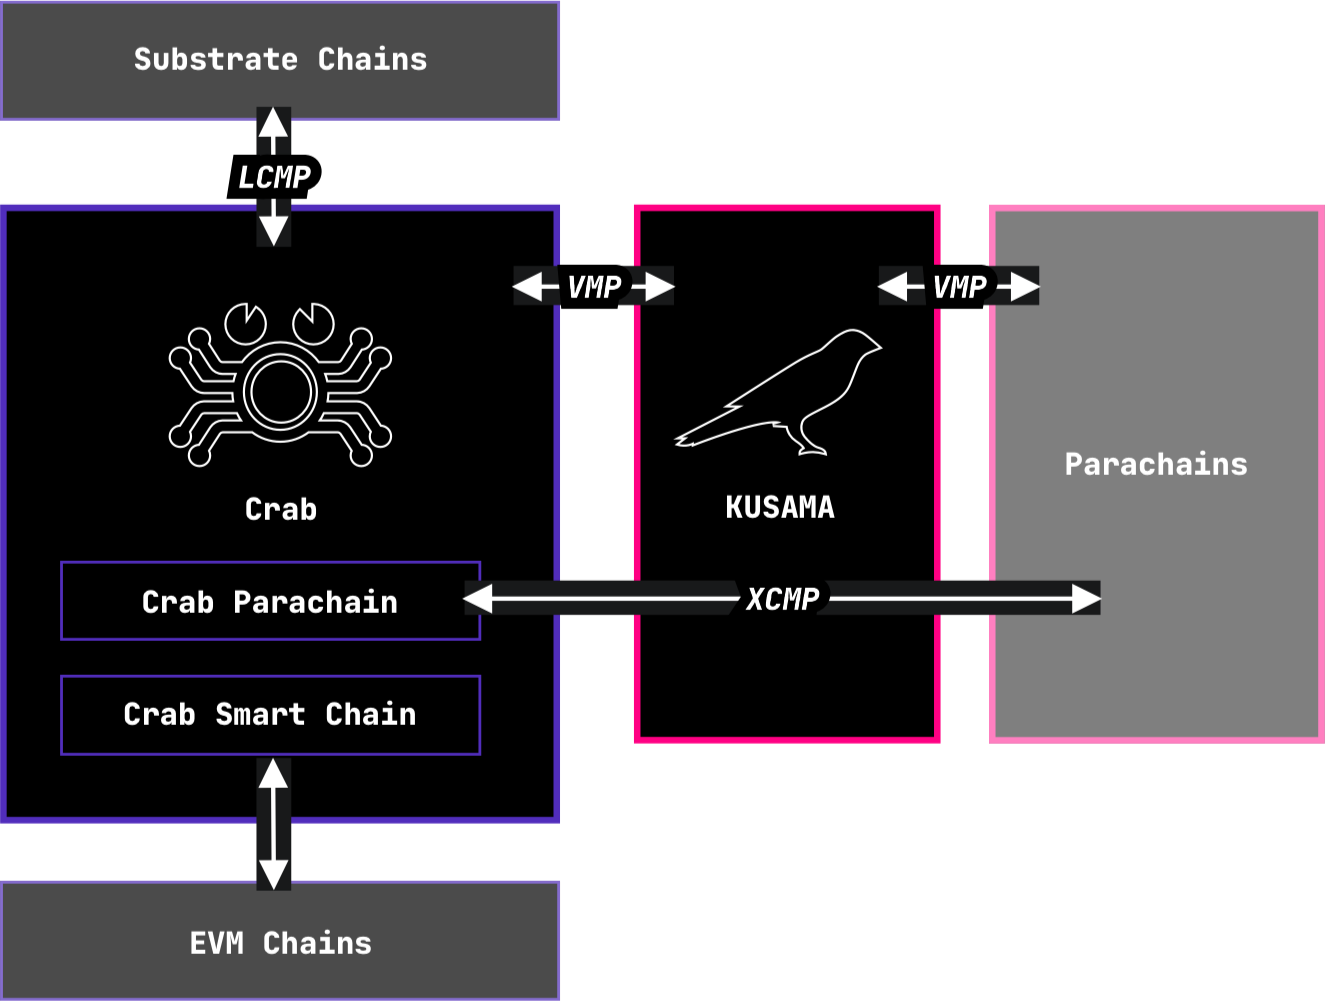 Substrate Chains
LCMP
VMP
VMP
Crab
KUSAMA
Parachains
Crab Parachain
XCMP
Crab Smart Chain
EVM Chains